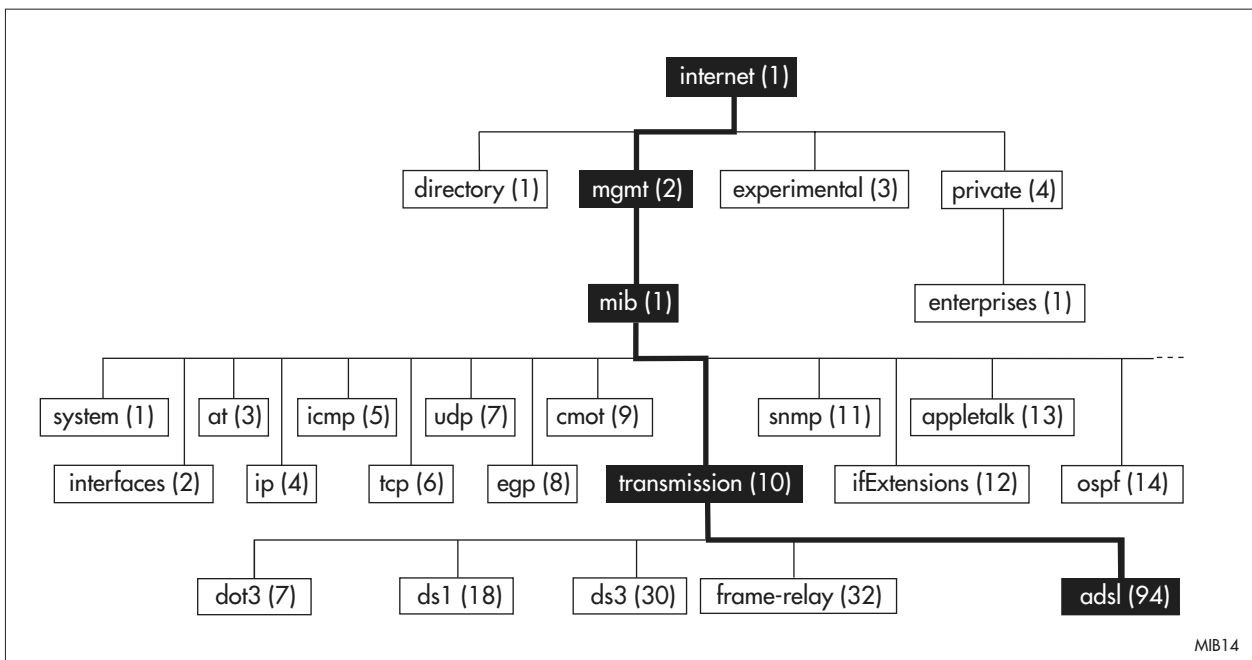 internet (1)
directory (1)
mgmt (2)
experimental (3)
private (4)
mib (1)
enterprises (1)
system (1)
at (3)
icmp (5)
udp (7)
cmot (9)
snmp (11)
appletalk (13)
interfaces (2)
ip (4)
tcp (6)
egp (8)
transmission (10)
ifExtensions (12)
ospf (14)
dot3 (7)
ds1 (18)
ds3 (30)
frame-relay (32)
adsl (94)
MIB14